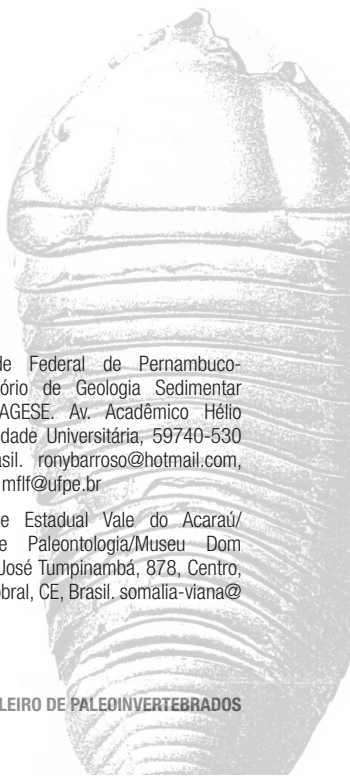 de Federal de Pernambuco-
ório de Geologia Sedimentar
AGESE. Av. Acadêmico Hélio
idade Universitária, 59740-530
asil. ronybarroso@hotmail.com,
mflf@ufpe.br
e Estadual Vale do Acaraú/
e Paleontologia/Museu Dom
José Tumpinambá, 878, Centro,
obral, CE, Brasil. somalia-viana@
LEIRO DE PALEOINVERTEBRADOS